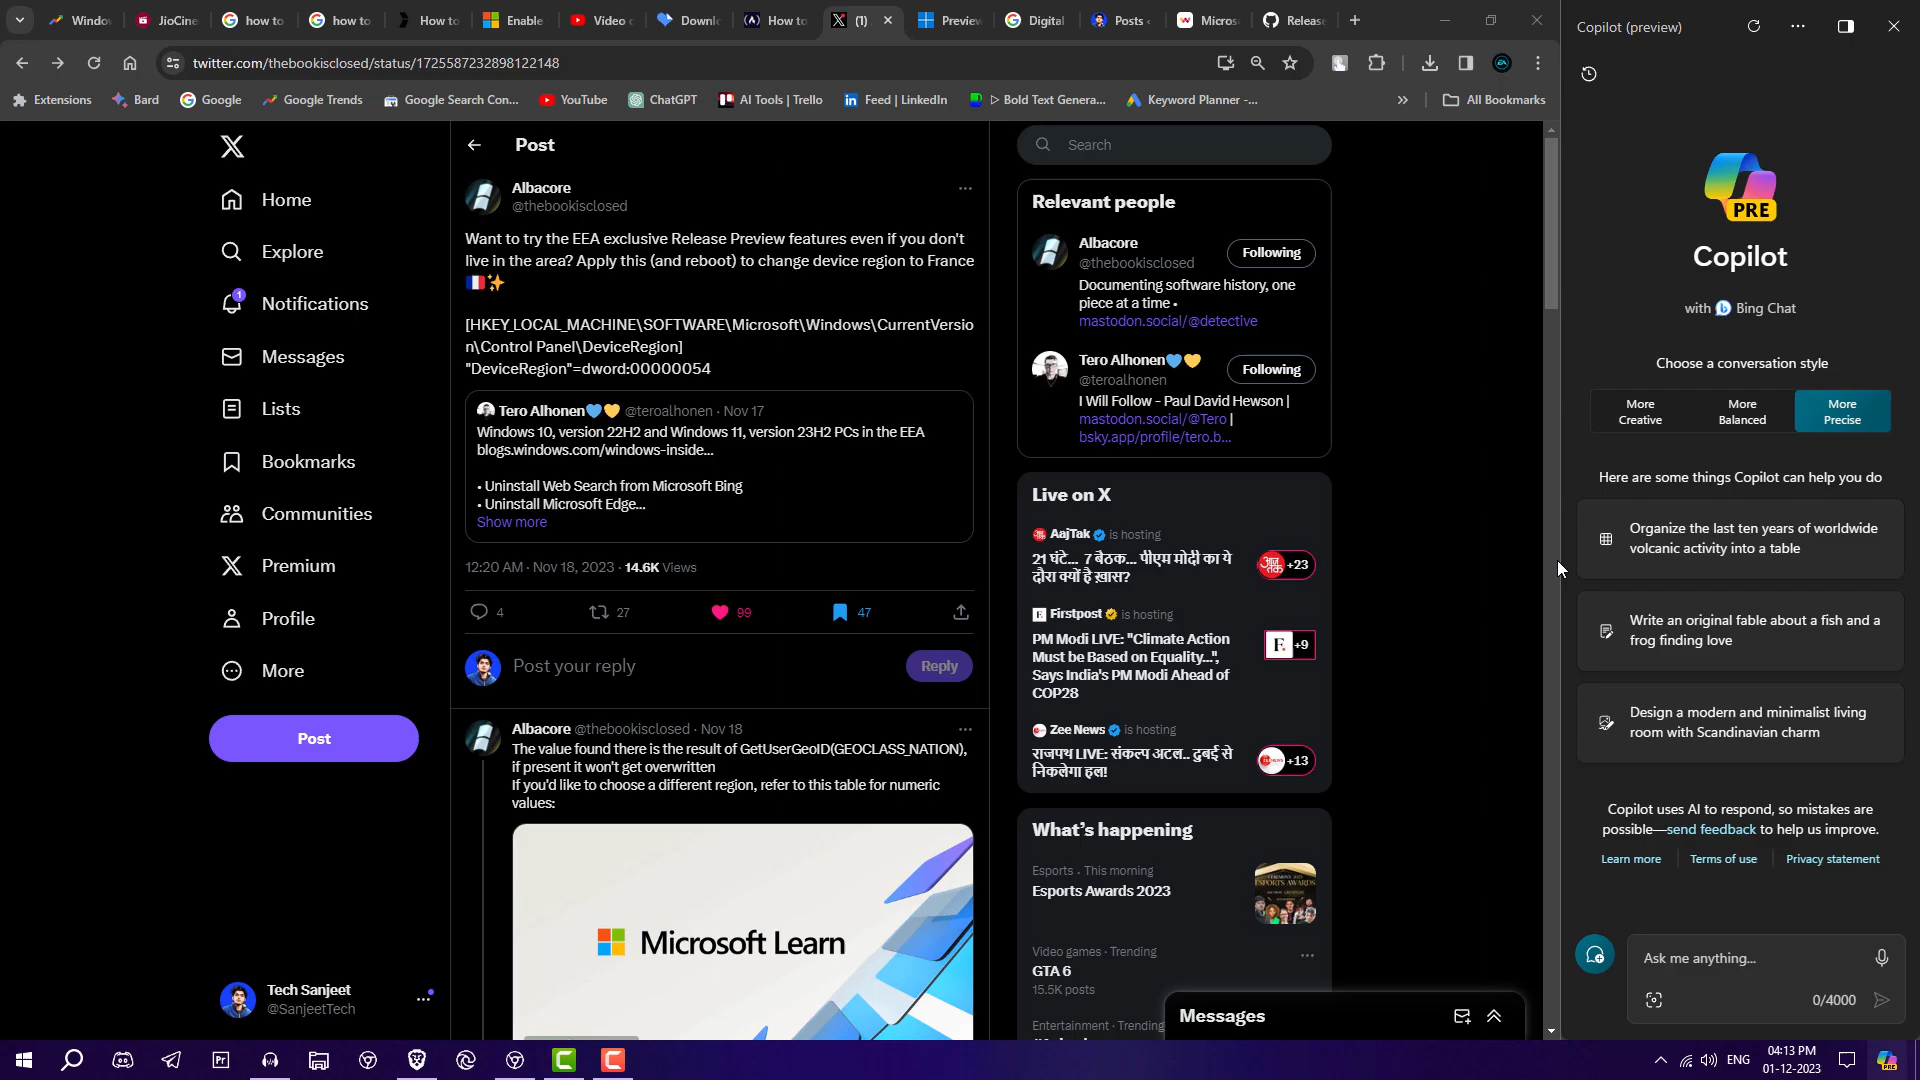 Windo
JioCine
how to
how to
How to
Enable
Video c
Downl
How to
(1)
Preview
Digital
Posts
Micros
Release
twitter.com/thebookisclosed/status/1725587232898122148
Extensions
Bard
Google
Google Trends
Google Search Con...
YouTube
ChatGPT
AI Tools | Trello
Feed | LinkedIn
▷ Bold Text Genera...
Keyword Planner -...
»
All Bookmarks
Home
Explore
1
Notifications
Messages
Lists
Bookmarks
Communities
Premium
Profile
More
Post
Tech Sanjeet
@SanjeetTech
Post
Albacore
@thebookisclosed
Want to try the EEA exclusive Release Preview features even if you don't
live in the area? Apply this (and reboot) to change device region to France
🇫🇷✨
[HKEY_LOCAL_MACHINE\SOFTWARE\Microsoft\Windows\CurrentVersio
n\Control Panel\DeviceRegion]
"DeviceRegion"=dword:00000054
Tero Alhonen💙💛 @teroalhonen · Nov 17
Windows 10, version 22H2 and Windows 11, version 23H2 PCs in the EEA
blogs.windows.com/windows-inside...
• Uninstall Web Search from Microsoft Bing
• Uninstall Microsoft Edge...
Show more
12:20 AM · Nov 18, 2023 · 14.6K Views
4
27
99
47
Post your reply
Reply
Albacore @thebookisclosed · Nov 18
The value found there is the result of GetUserGeoID(GEOCLASS_NATION),
if present it won't get overwritten
If you'd like to choose a different region, refer to this table for numeric
values:
Microsoft Learn
Search
Relevant people
Albacore
@thebookisclosed
Following
Documenting software history, one
piece at a time •
mastodon.social/@detective
Tero Alhonen💙💛
@teroalhonen
Following
I Will Follow - Paul David Hewson |
mastodon.social/@Tero |
bsky.app/profile/tero.b...
Live on X
AajTak is hosting
21 घंटे... 7 बैठक... पीएम मोदी का ये
दौरा क्यों है ख़ास?
+23
Firstpost is hosting
PM Modi LIVE: "Climate Action
Must be Based on Equality...",
Says India's PM Modi Ahead of
COP28
+9
Zee News is hosting
राजपथ LIVE: संकल्प अटल.. दुबई से
निकलेगा हल!
+13
What's happening
Esports · This morning
Esports Awards 2023
Video games · Trending
GTA 6
15.5K posts
Entertainment · Trending
Messages
Copilot (preview)
PRE
Copilot
with Bing Chat
Choose a conversation style
More
Creative
More
Balanced
More
Precise
Here are some things Copilot can help you do
Organize the last ten years of worldwide
volcanic activity into a table
Write an original fable about a fish and a
frog finding love
Design a modern and minimalist living
room with Scandinavian charm
Copilot uses AI to respond, so mistakes are
possible—send feedback to help us improve.
Learn more
Terms of use
Privacy statement
Ask me anything...
0/4000
Pr
ENG
04:13 PM
01-12-2023
PRE